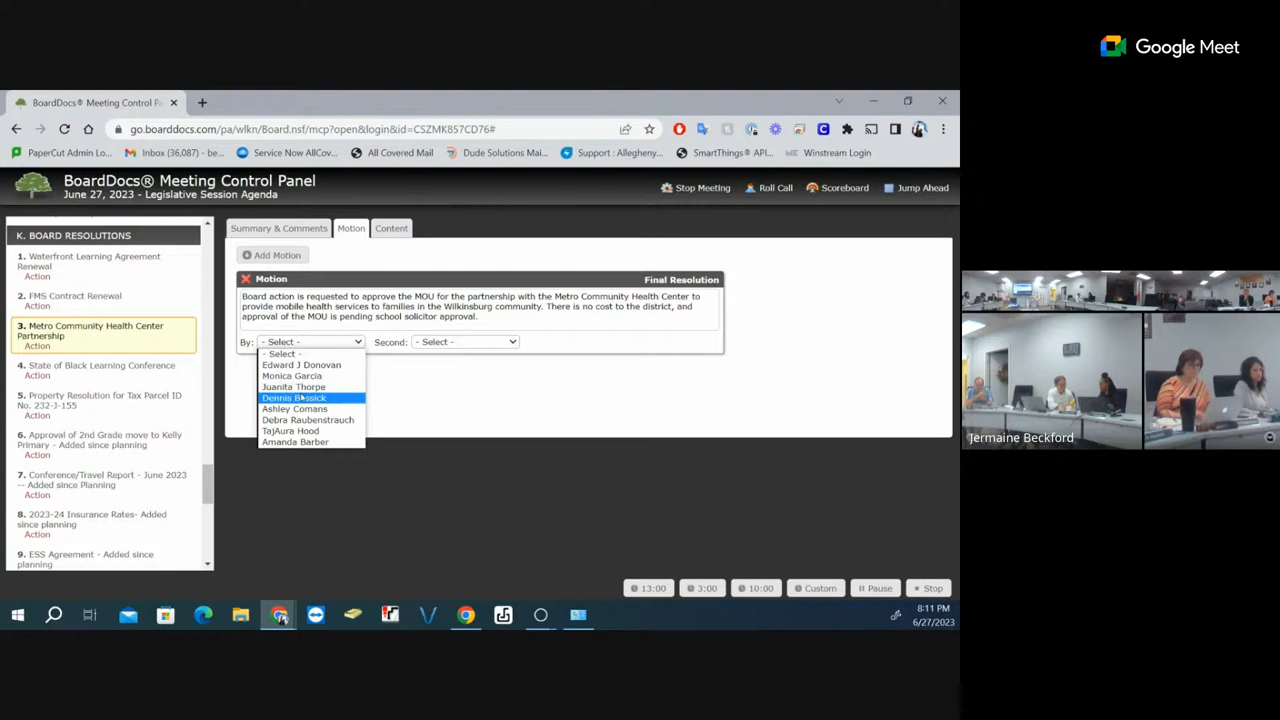 Google Meet
BoardDocs® Meeting Control Pa
go.boarddocs.com/pa/wlkn/Board.nsf/mcp?open&login&id=CSZMK857CD76#
PaperCut Admin Lo...
Inbox (36,087) - be...
Service Now AllCov...
All Covered Mail
Dude Solutions Mai...
Support : Allegheny...
SmartThings® API...
Winstream Login
BoardDocs® Meeting Control Panel
June 27, 2023 - Legislative Session Agenda
Stop Meeting
Roll Call
Scoreboard
Jump Ahead
K. BOARD RESOLUTIONS
1. Waterfront Learning Agreement
Renewal
Action
2. FMS Contract Renewal
Action
3. Metro Community Health Center
Partnership
Action
4. State of Black Learning Conference
Action
5. Property Resolution for Tax Parcel ID
No. 232-J-155
Action
6. Approval of 2nd Grade move to Kelly
Primary - Added since planning
Action
7. Conference/Travel Report - June 2023
-- Added since Planning
Action
8. 2023-24 Insurance Rates- Added
since planning
Action
9. ESS Agreement - Added since
planning
Summary & Comments
Motion
Content
Add Motion
Motion
Final Resolution
Board action is requested to approve the MOU for the partnership with the Metro Community Health Center to
provide mobile health services to families in the Wilkinsburg community. There is no cost to the district, and
approval of the MOU is pending school solicitor approval.
By: - Select - Second: - Select -
- Select -
Edward J Donovan
Monica Garcia
Juanita Thorpe
Dennis
Ashley Comans
Debra Raubenstrauch
TajAura Hood
Amanda Barber
13:00
3:00
10:00
Custom
Pause
Stop
8:11 PM
6/27/2023
Jermaine Beckford